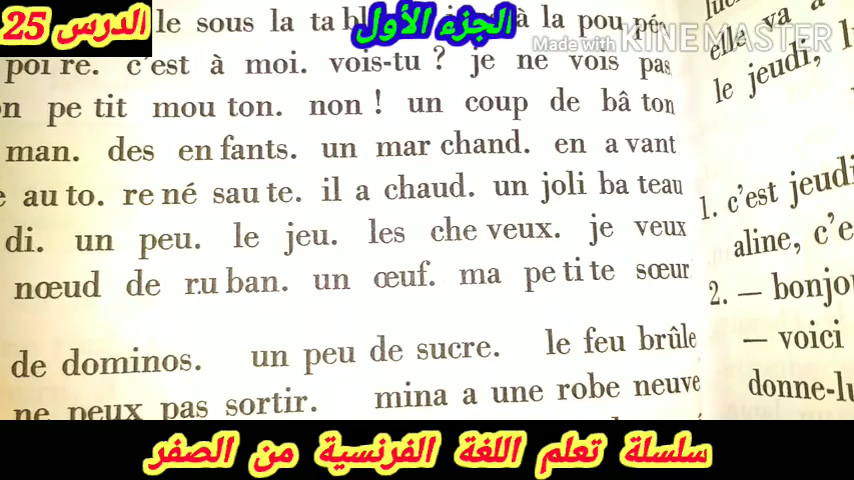 الدرس 25
الجزء الأول
Made with KINEMASTER
le sous la ta ble à la pou pé
poi re. c'est à moi. vois-tu ? je ne vois pas
n pe tit mou ton. non ! un coup de bâ ton
man. des en fants. un mar chand. en a vant
e au to. re né sau te. il a chaud. un joli ba teau
di. un peu. le jeu. les che veux. je veux
nœud de ru ban. un œuf. ma pe ti te sœur
de dominos. un peu de sucre. le feu brûle
ne peux pas sortir. mina a une robe neuve
elle va a
le jeudi, l
1. c'est jeudi
aline, c'e
2. — bonjou
— voici
donne-lu
سلسلة تعلم اللغة الفرنسية من الصفر